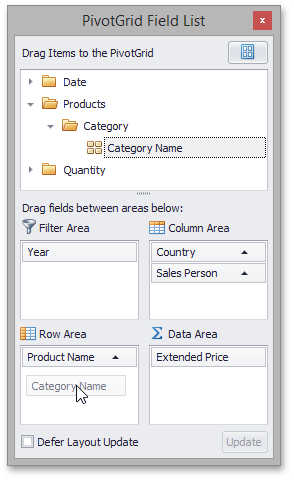 PivotGrid Field List
x
Drag Items to the PivotGrid
Date
Products
Category
Category Name
Quantity
Drag fields between areas below:
Filter Area
Column Area
Year
Country
Sales Person
Row Area
Σ Data Area
Product Name
Extended Price
Category Name
Defer Layout Update
Update